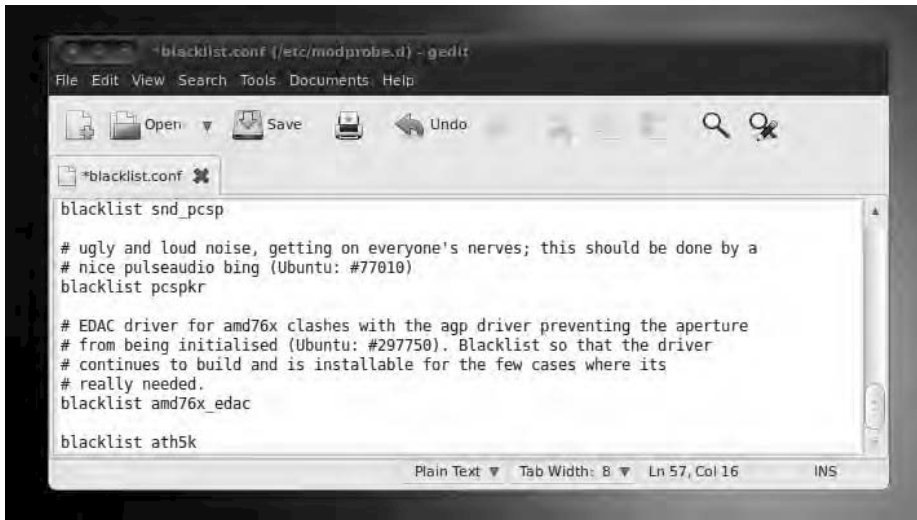 *blacklist.conf (/etc/modprobe.d) - gedit
File Edit View Search Tools Documents Help
Open Save Undo
*blacklist.conf
blacklist snd_pcsp
# ugly and loud noise, getting on everyone's nerves; this should be done by a
# nice pulseaudio bing (Ubuntu: #77010)
blacklist pcspkr
# EDAC driver for amd76x clashes with the agp driver preventing the aperture
# from being initialised (Ubuntu: #297750). Blacklist so that the driver
# continues to build and is installable for the few cases where its
# really needed.
blacklist amd76x_edac
blacklist ath5k
Plain Text Tab Width: 8 Ln 57, Col 16 INS